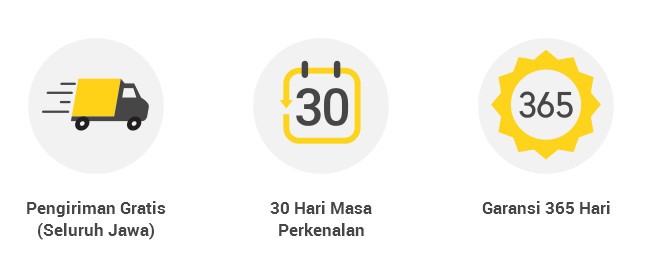 30
365
Pengiriman Gratis
(Seluruh Jawa)
30 Hari Masa
Perkenalan
Garansi 365 Hari